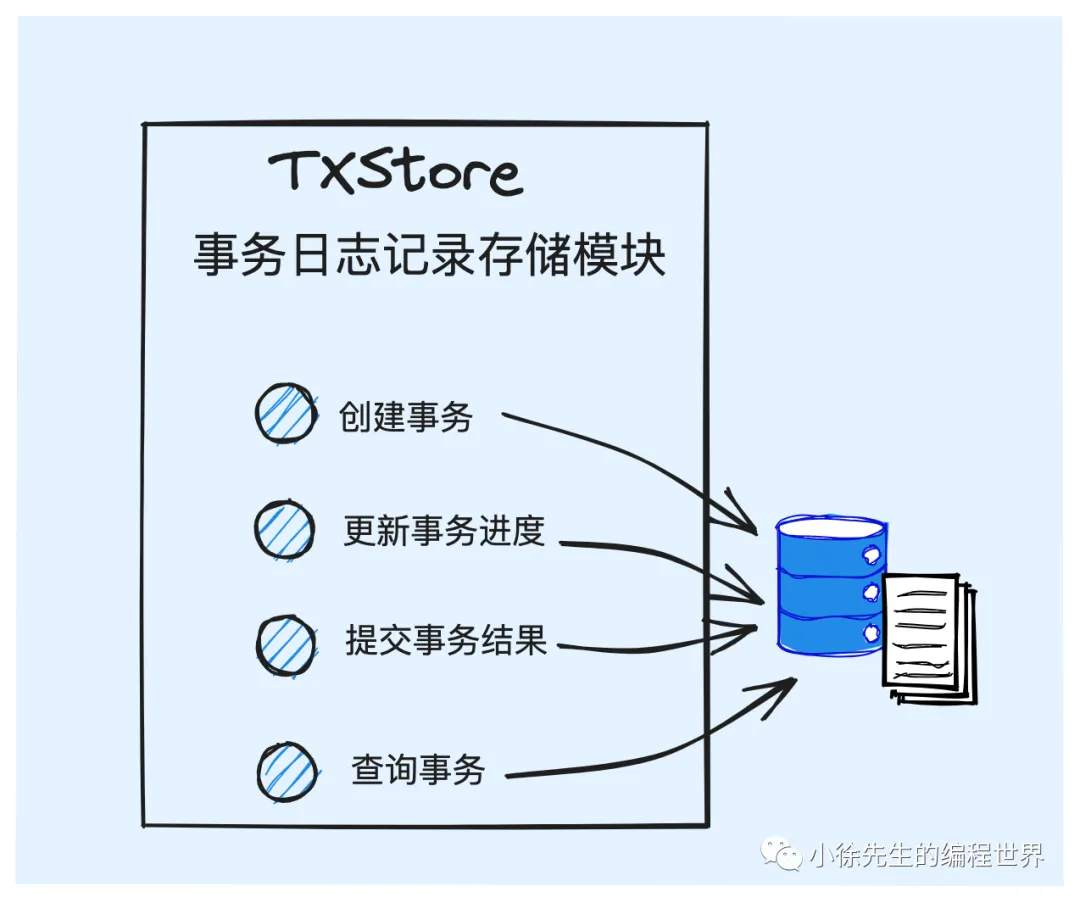 TXStore
事务日志记录存储模块
创建事务
更新事务进度
提交事务结果
查询事务
小徐先生的编程世界